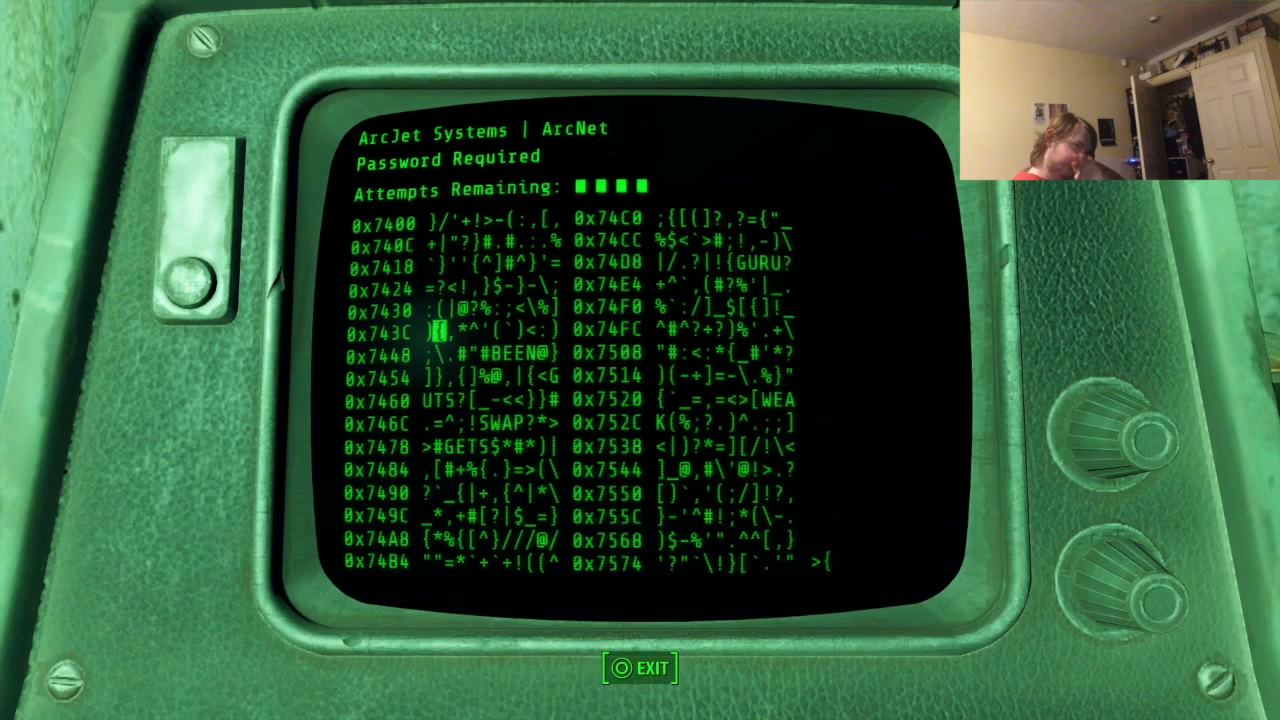 ArcJet Systems | ArcNet
Password Required
Attempts Remaining: ■ ■ ■ ■
0x7400 }/'+!>-(:,[, 0x74C0 ;{[(]?,?={"_
0x740C +|"?}#.#.:.% 0x74CC %$<`>#;!,-)\
0x7418 `}''{^]#^}'= 0x74D8 |/.?|!{GURU?
0x7424 =?<!,}$-}-\; 0x74E4 +^`,(#?%'|_.
0x7430 :(|@?%:;<\%] 0x74F0 %`:/]_$[{]!_
0x743C ){,*^'(`)<:) 0x74FC ^#^?+?)%'.+\
0x7448 ;\.#"#BEEN@} 0x7508 "#:<:*{_#'*?
0x7454 ]},{]%@,|{<G 0x7514 )(-+]=-\.%}"
0x7460 UTS?[_-<<}}# 0x7520 {`_=,=<>[WEA
0x746C .=^;!SWAP?*> 0x752C K(%;?.)^.;;]
0x7478 >#GETS$*#*)| 0x7538 <|)?*=][/!\<
0x7484 ,[#+%{.}=>(\ 0x7544 ]_@,#\'@!>.?
0x7490 ?`_{|+,{^|*\ 0x7550 [)`,'(;/]!?,
0x749C _*,+#[?|$_=} 0x755C }-'^#!;*(\-.
0x74A8 {*%{[^}///@/ 0x7568 )$-%'".^^[,}
0x74B4 ""=*`+`+!((^ 0x7574 '?"`\!}[`.'" >{
EXIT